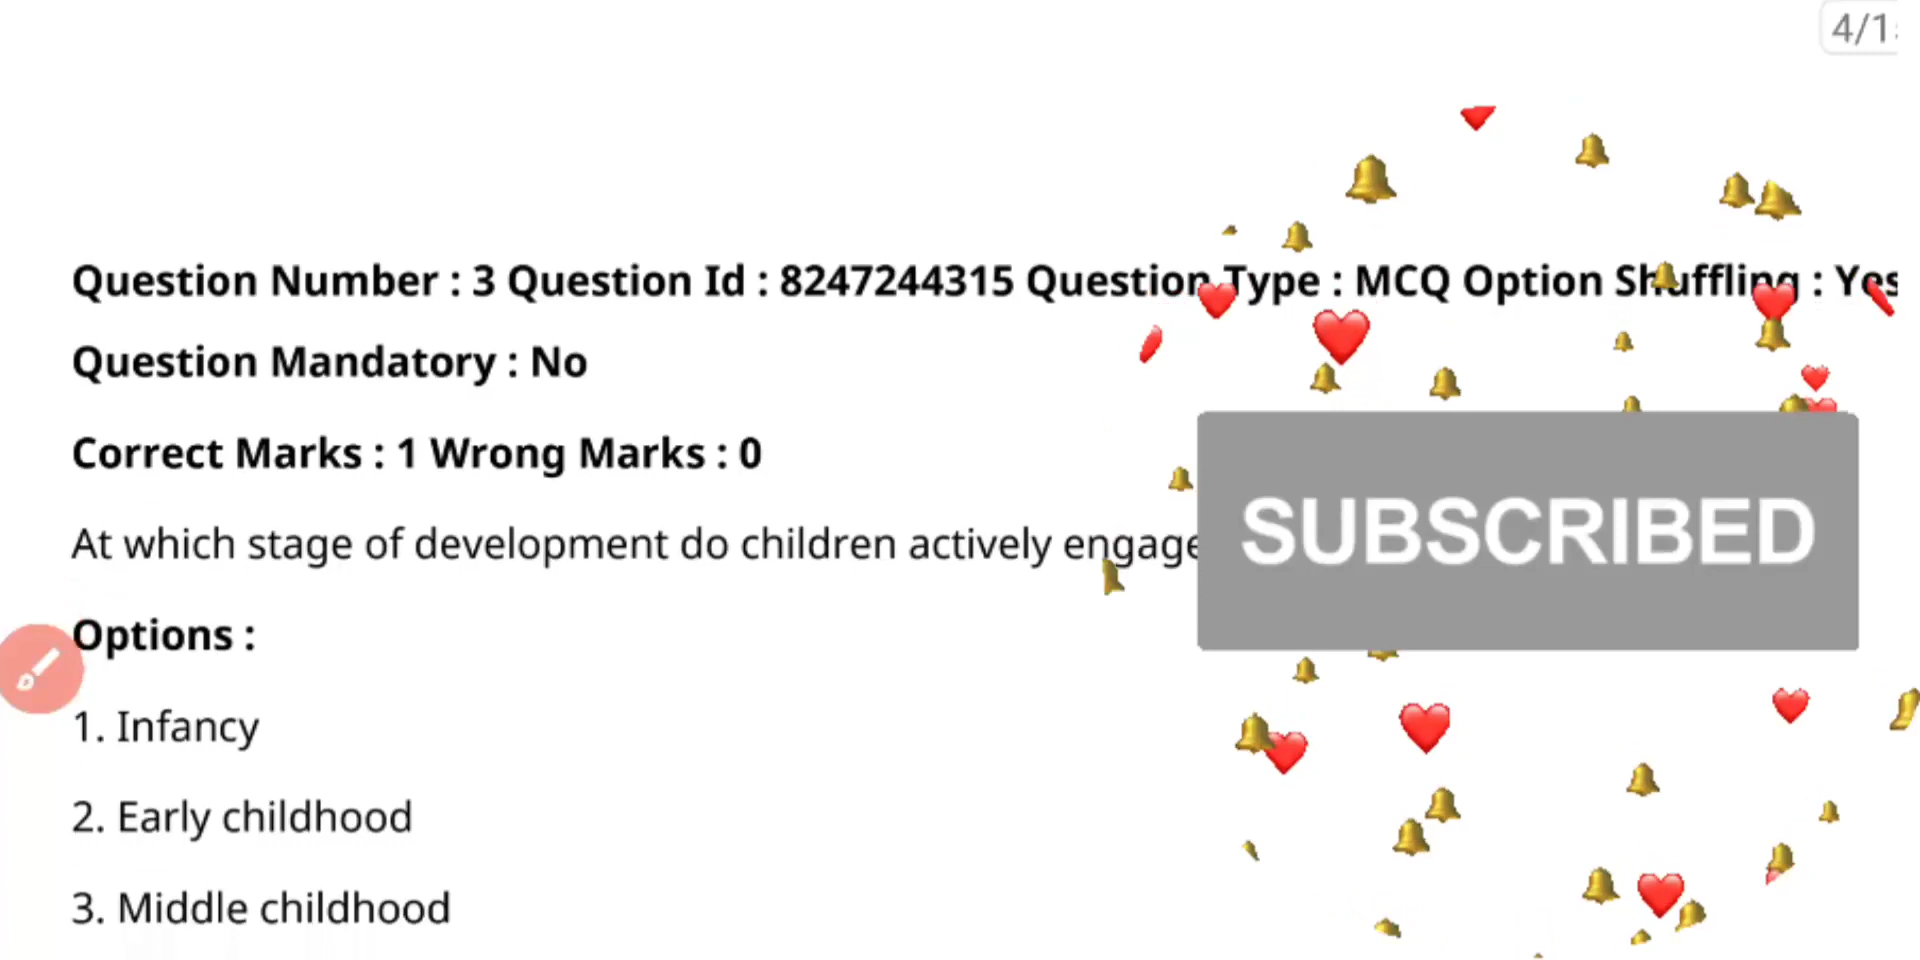 4/1
Question Number : 3 Question Id : 8247244315 Question Type : MCQ Option Shuffling : Yes
Question Mandatory : No
Correct Marks : 1 Wrong Marks : 0
At which stage of development do children actively engage
SUBSCRIBED
Options :
1. Infancy
2. Early childhood
3. Middle childhood